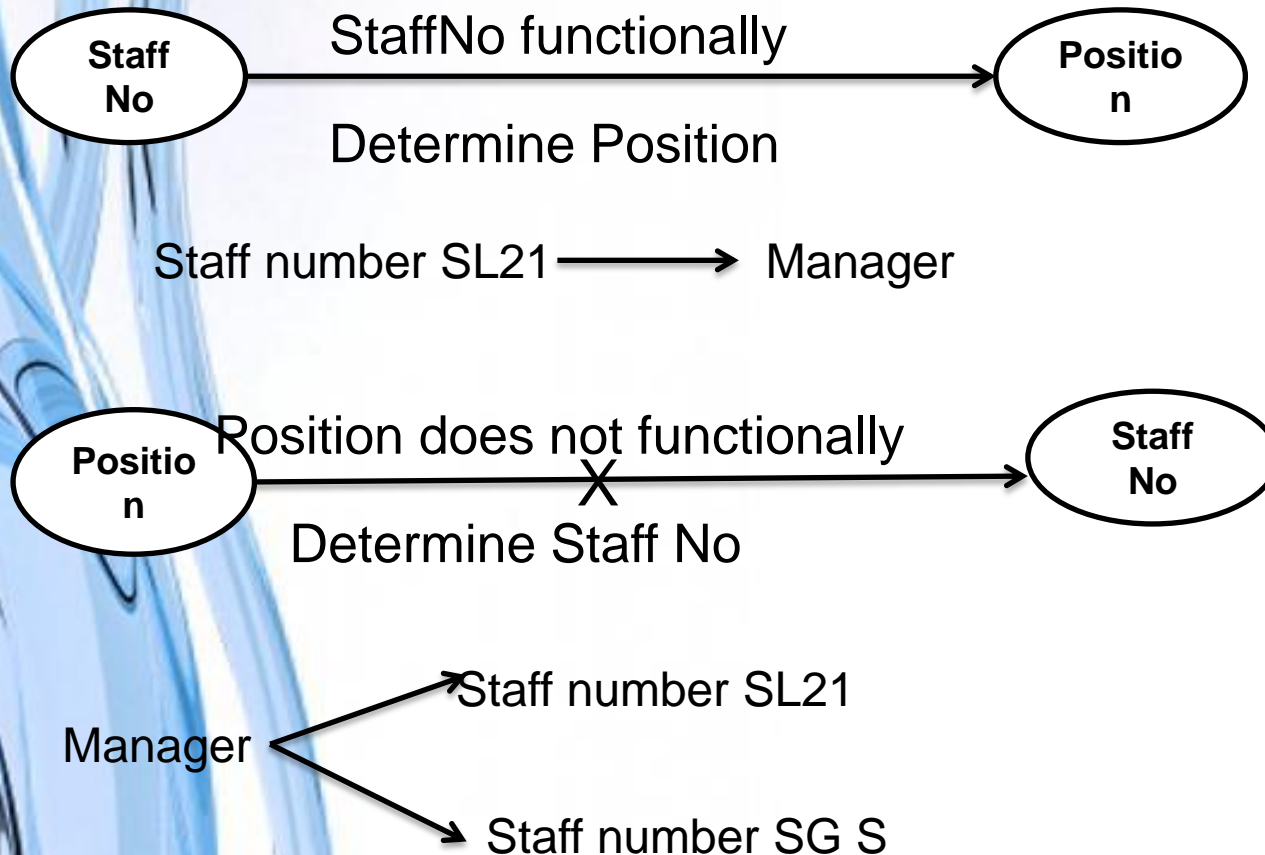 Staff
No
StaffNo functionally
Determine Position
Positio
n
Staff number SL21
Manager
Positio
n
Position does not functionally
X
Determine Staff No
Staff
No
Manager
Staff number SL21
Staff number SG S